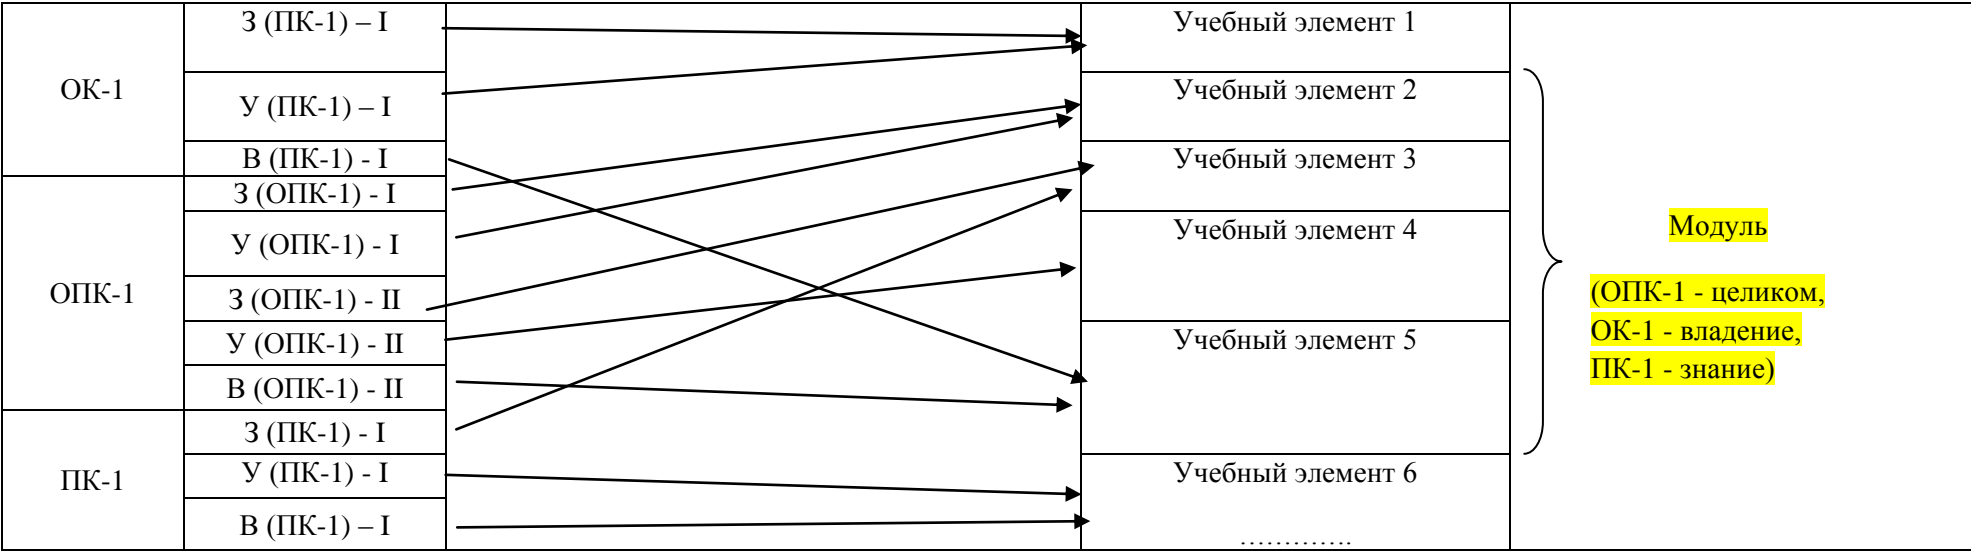 ОК-1
З (ПК-1) – I
У (ПК-1) – I
В (ПК-1) - I
ОПК-1
З (ОПК-1) - I
У (ОПК-1) - I
З (ОПК-1) - II
У (ОПК-1) - II
В (ОПК-1) - II
ПК-1
З (ПК-1) - I
У (ПК-1) - I
В (ПК-1) – I
Учебный элемент 1
Учебный элемент 2
Учебный элемент 3
Учебный элемент 4
Учебный элемент 5
Учебный элемент 6
………….
Модуль
(ОПК-1 - целиком,
ОК-1 - владение,
ПК-1 - знание)